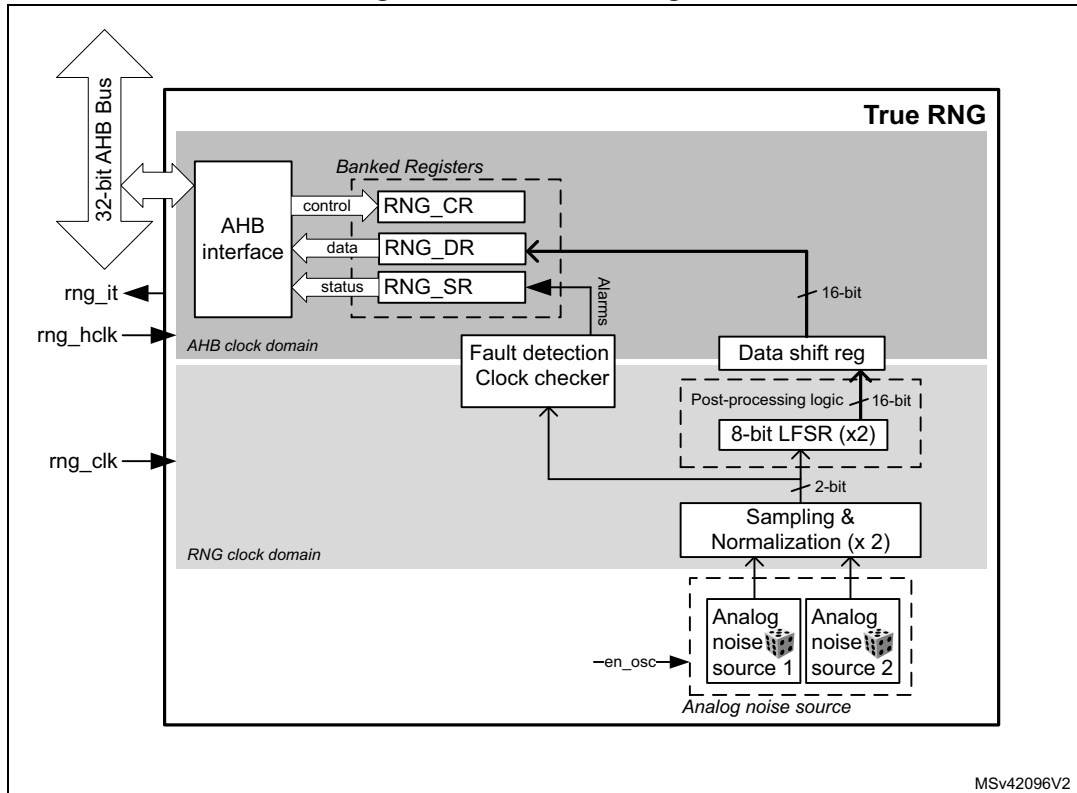 True RNG
32-bit AHB Bus
Banked Registers
AHB
interface
control
RNG_CR
data
RNG_DR
status
RNG_SR
Alarms
16-bit
rng_it
rng_hclk
AHB clock domain
Fault detection
Clock checker
Data shift reg
Post-processing logic
16-bit
8-bit LFSR (x2)
rng_clk
2-bit
Sampling &
Normalization (x 2)
RNG clock domain
Analog
noise
source 1
Analog
noise
source 2
en_osc
Analog noise source
MSv42096V2